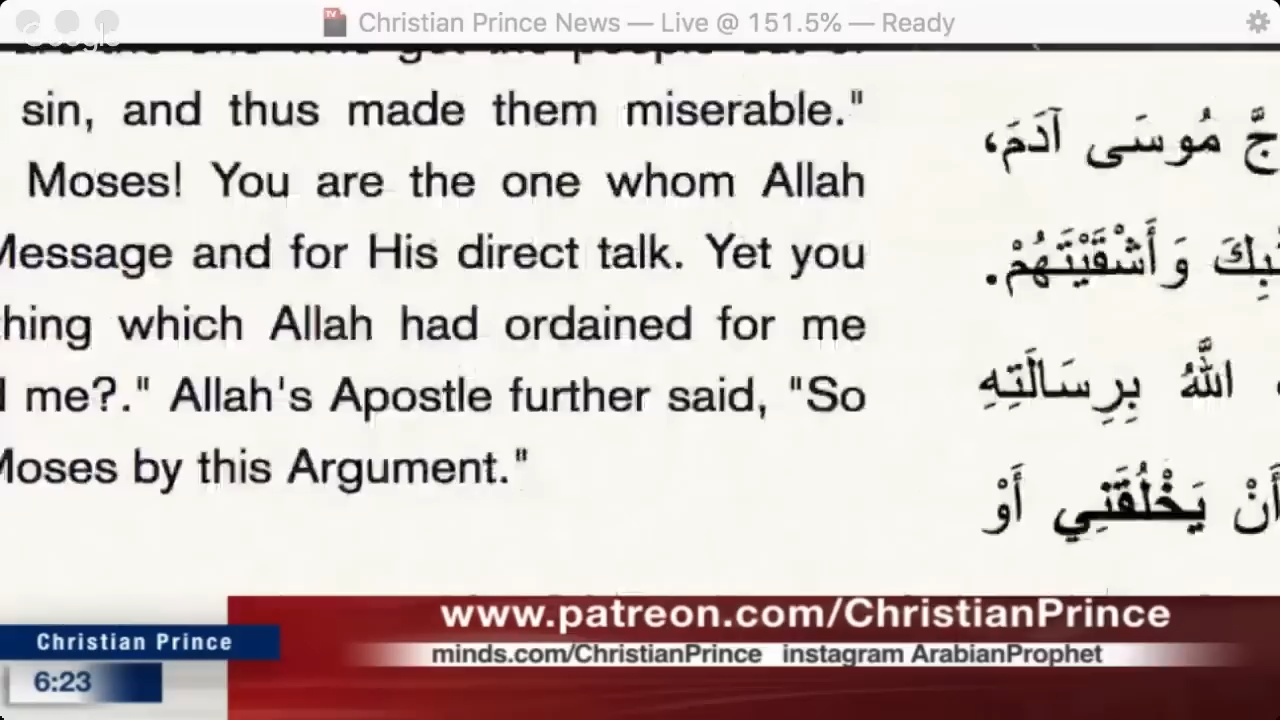 Christian Prince News — Live @ 151.5% — Ready
Google
sin, and thus made them miserable."
Moses! You are the one whom Allah
Message and for His direct talk. Yet you
thing which Allah had ordained for me
me?." Allah's Apostle further said, "So
Moses by this Argument."
جَّ مُوسَى آدَمَ،
وَأَشْقَيْتَهُمْ.
اللَّهُ بِرِسَالَتِهِ
أَنْ يَخْلُقَنِي أَوْ
www.patreon.com/ChristianPrince
Christian Prince
minds.com/ChristianPrince instagram ArabianProphet
6:23